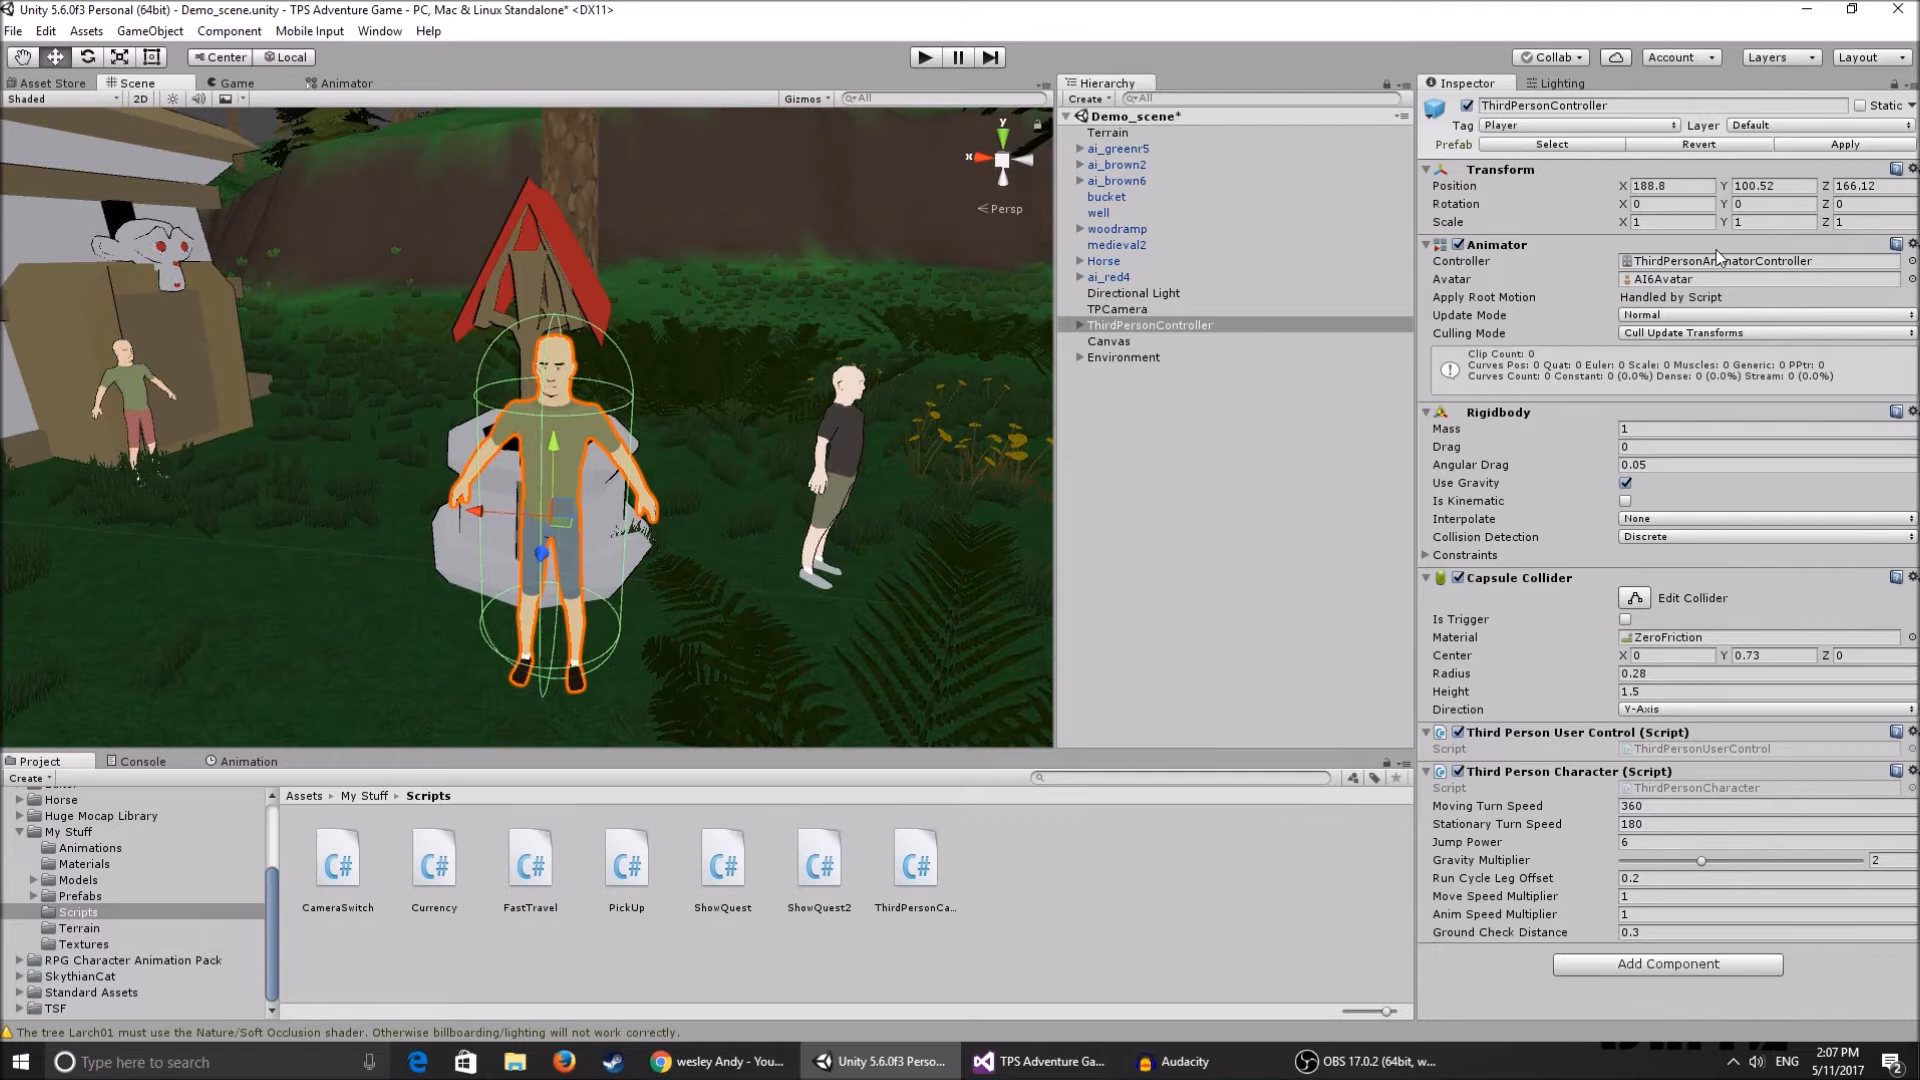 Unity 5.6.0f3 Personal (64bit) - Demo_scene.unity - TPS Adventure Game - PC, Mac & Linux Standalone* <DX11>
File Edit Assets GameObject Component Mobile Input Window Help
Center Local
Collab Account Layers Layout
Asset Store Scene Game Animator
Shaded 2D Gizmos All
y
x
Persp
Hierarchy
Create All
Demo_scene*
Terrain
ai_greenr5
ai_brown2
ai_brown6
bucket
well
woodramp
medieval2
Horse
ai_red4
Directional Light
TPCamera
ThirdPersonController
Canvas
Environment
Inspector Lighting
ThirdPersonController Static
Tag Player Layer Default
Prefab Select Revert Apply
Transform
Position X 188.8 Y 100.52 Z 166.12
Rotation X 0 Y 0 Z 0
Scale X 1 Y 1 Z 1
Animator
Controller ThirdPersonAnimatorController
Avatar AI6Avatar
Apply Root Motion Handled by Script
Update Mode Normal
Culling Mode Cull Update Transforms
Clip Count: 0
Curves Pos: 0 Quat: 0 Euler: 0 Scale: 0 Muscles: 0 Generic: 0 PPtr: 0
Curves Count: 0 Constant: 0 (0.0%) Dense: 0 (0.0%) Stream: 0 (0.0%)
Rigidbody
Mass 1
Drag 0
Angular Drag 0.05
Use Gravity
Is Kinematic
Interpolate None
Collision Detection Discrete
Constraints
Capsule Collider
Edit Collider
Is Trigger
Material ZeroFriction
Center X 0 Y 0.73 Z 0
Radius 0.28
Height 1.5
Direction Y-Axis
Third Person User Control (Script)
Script ThirdPersonUserControl
Third Person Character (Script)
Script ThirdPersonCharacter
Moving Turn Speed 360
Stationary Turn Speed 180
Jump Power 6
Gravity Multiplier 2
Run Cycle Leg Offset 0.2
Move Speed Multiplier 1
Anim Speed Multiplier 1
Ground Check Distance 0.3
Add Component
Project Console Animation
Create
Horse
Huge Mocap Library
My Stuff
Animations
Materials
Models
Prefabs
Scripts
Terrain
Textures
RPG Character Animation Pack
SkythianCat
Standard Assets
TSF
Assets My Stuff Scripts
C# C# C# C# C# C# C#
CameraSwitch Currency FastTravel PickUp ShowQuest ShowQuest2 ThirdPersonCa...
The tree Larch01 must use the Nature/Soft Occlusion shader. Otherwise billboarding/lighting will not work correctly.
Type here to search
wesley Andy - You...
Unity 5.6.0f3 Perso...
TPS Adventure Ga...
Audacity
OBS 17.0.2 (64bit, w...
ENG
2:07 PM
5/11/2017
2